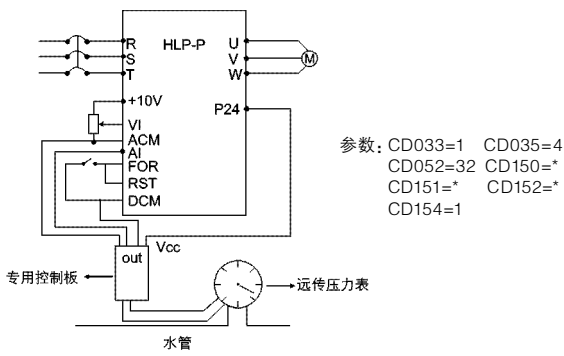 R
HLP-P
U
S
V
M
T
W
+10V
P24
VI
ACM
AI
FOR
RST
DCM
参数: CD033=1 CD035=4
CD052=32 CD150=*
CD151=* CD152=*
CD154=1
Vcc
out
专用控制板
远传压力表
水管